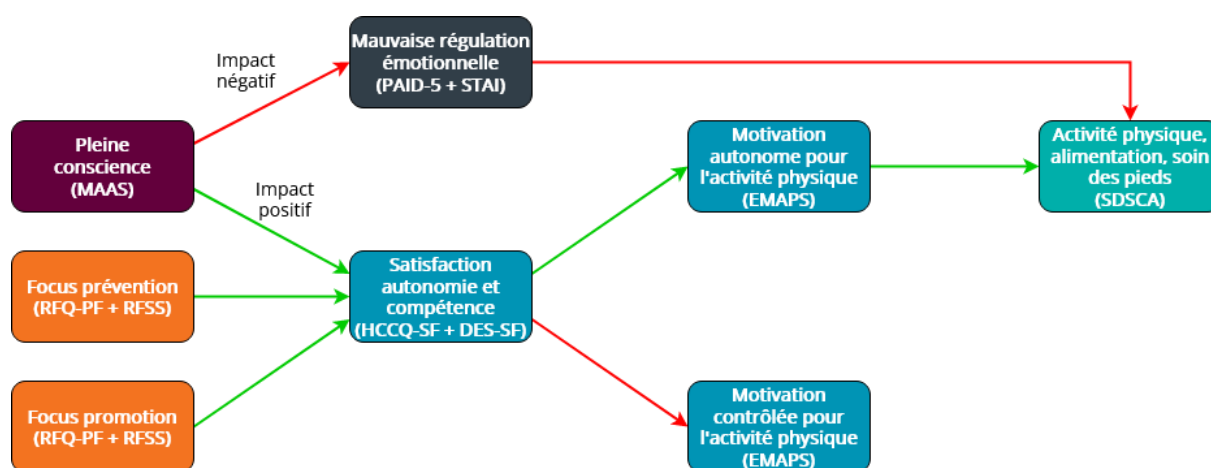 Mauvaise régulation
émotionnelle
(PAID-5 + STAI)
Impact
négatif
Pleine
conscience
(MAAS)
Impact
positif
Motivation
autonome pour
l'activité physique
(EMAPS)
Activité physique,
alimentation, soin
des pieds
(SDSCA)
Focus prévention
(RFQ-PF + RFSS)
Satisfaction
autonomie et
compétence
(HCCQ-SF + DES-SF)
Focus promotion
(RFQ-PF + RFSS)
Motivation
contrôlée pour
l'activité physique
(EMAPS)